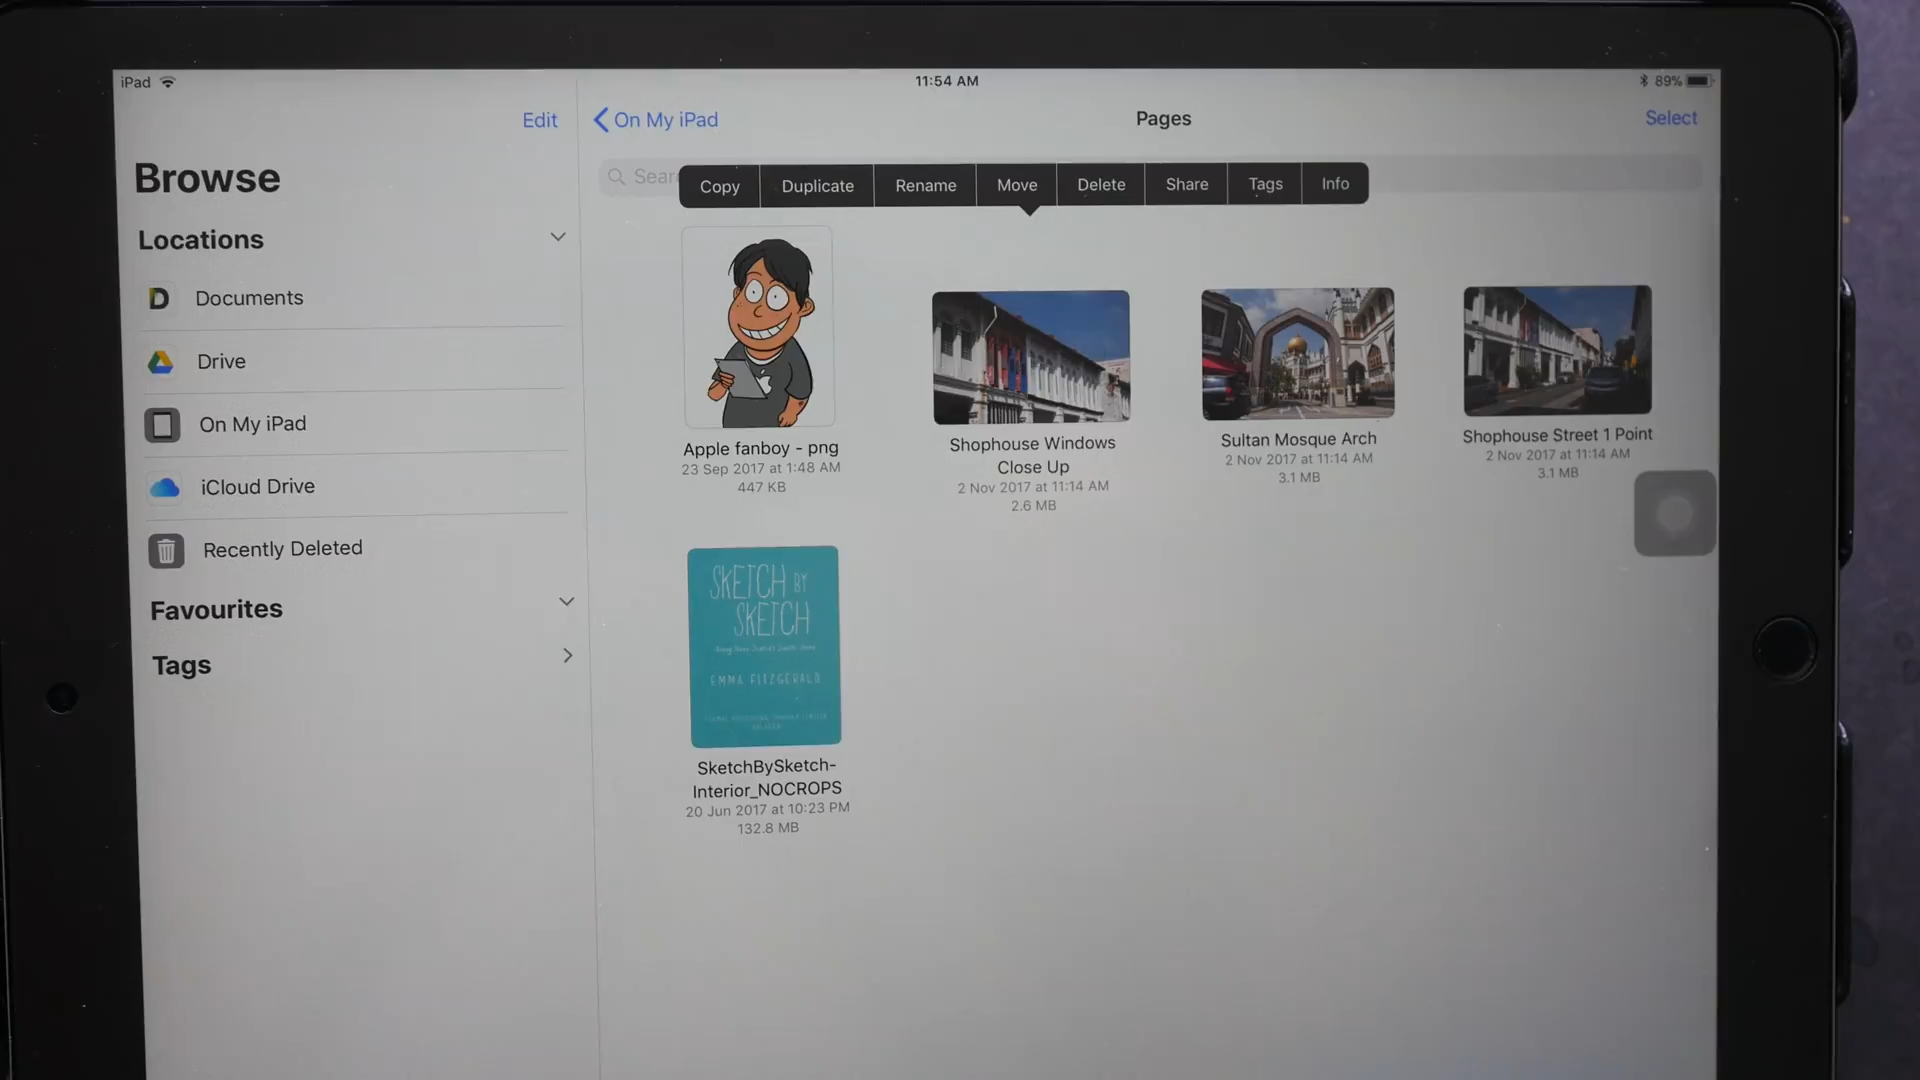 iPad
11:54 AM
89%
Edit
On My iPad
Pages
Select
Browse
Copy
Duplicate
Rename
Move
Delete
Share
Tags
Info
Locations
Documents
Drive
On My iPad
iCloud Drive
Recently Deleted
Favourites
Tags
Apple fanboy - png
23 Sep 2017 at 1:48 AM
447 KB
Shophouse Windows
Close Up
2 Nov 2017 at 11:14 AM
2.6 MB
Sultan Mosque Arch
2 Nov 2017 at 11:14 AM
3.1 MB
Shophouse Street 1 Point
2 Nov 2017 at 11:14 AM
3.1 MB
SKETCH BY
SKETCH
EMMA FITZGERALD
SketchBySketch-
Interior_NOCROPS
20 Jun 2017 at 10:23 PM
132.8 MB